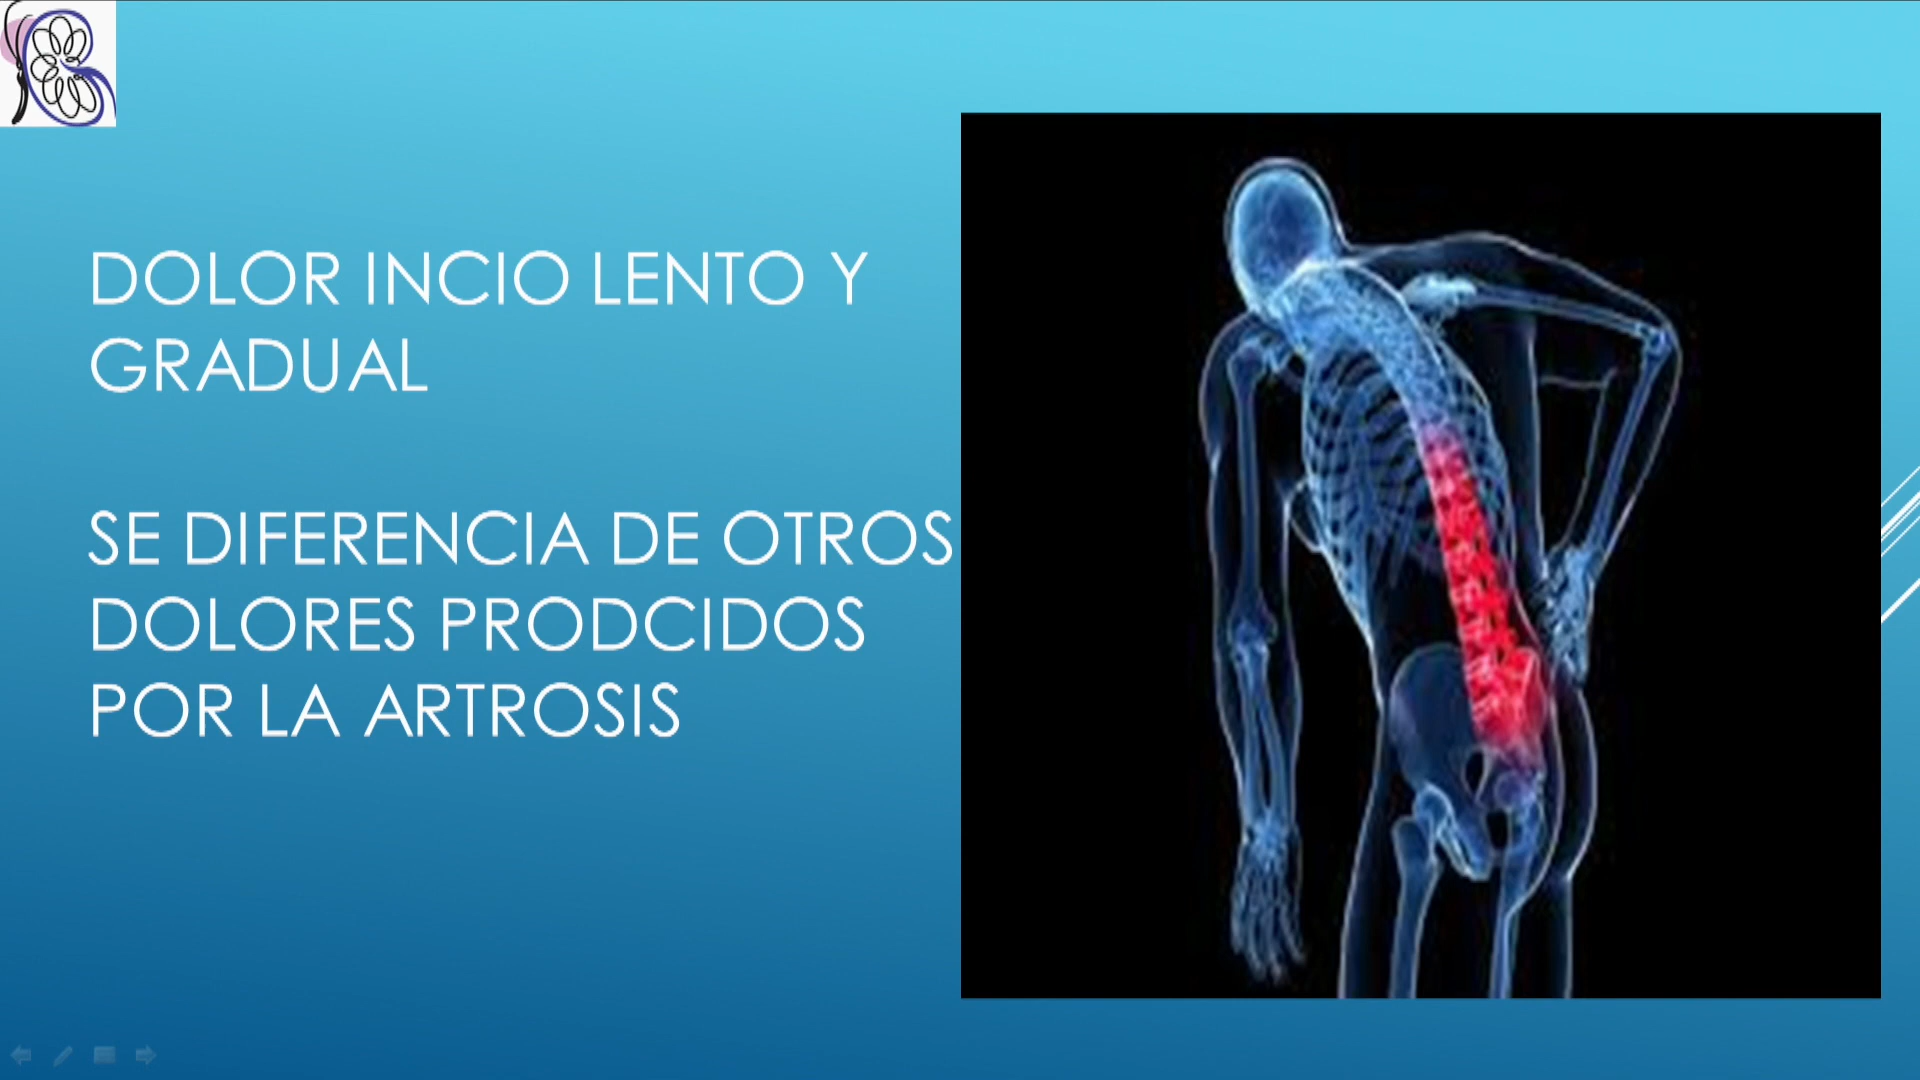 DOLOR INCIO LENTO Y
GRADUAL
SE DIFERENCIA DE OTROS
DOLORES PRODCIDOS
POR LA ARTROSIS